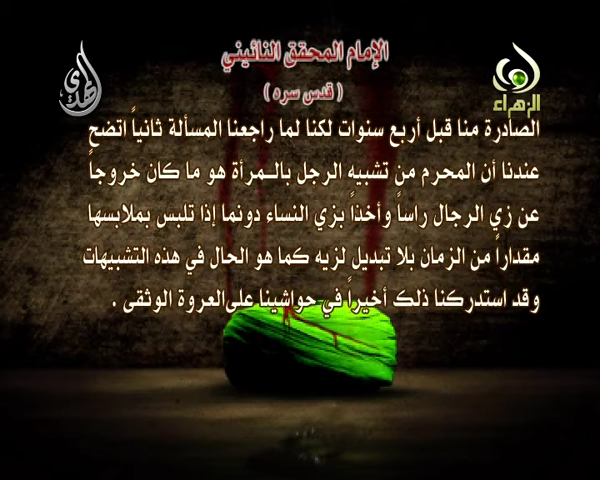 الإمام المحقق النائيني
( قدس سره )
الهدى
الزهراء
الصادرة منا قبل أربع سنوات لكنا لما راجعنا المسألة ثانياً اتضح
عندنا أن المحرم من تشبيه الرجل بالمرأة هو ما كان خروجاً
عن زي الرجال راساً وأخذاً بزي النساء دونما إذا تلبس بملابسها
مقداراً من الزمان بلا تبديل لزيه كما هو الحال في هذه التشبيهات
وقد استدركنا ذلك أخيراً في حواشينا على العروة الوثقى .